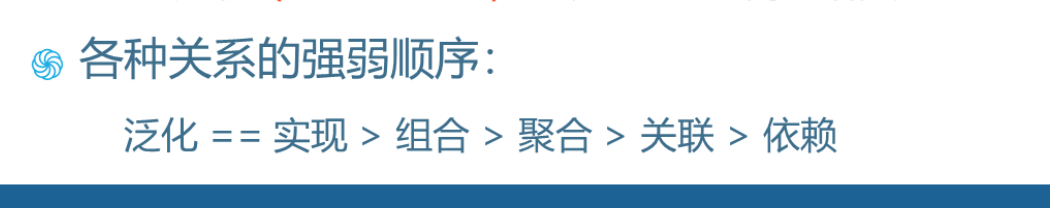 各种关系的强弱顺序：
泛化 == 实现 > 组合 > 聚合 > 关联 > 依赖